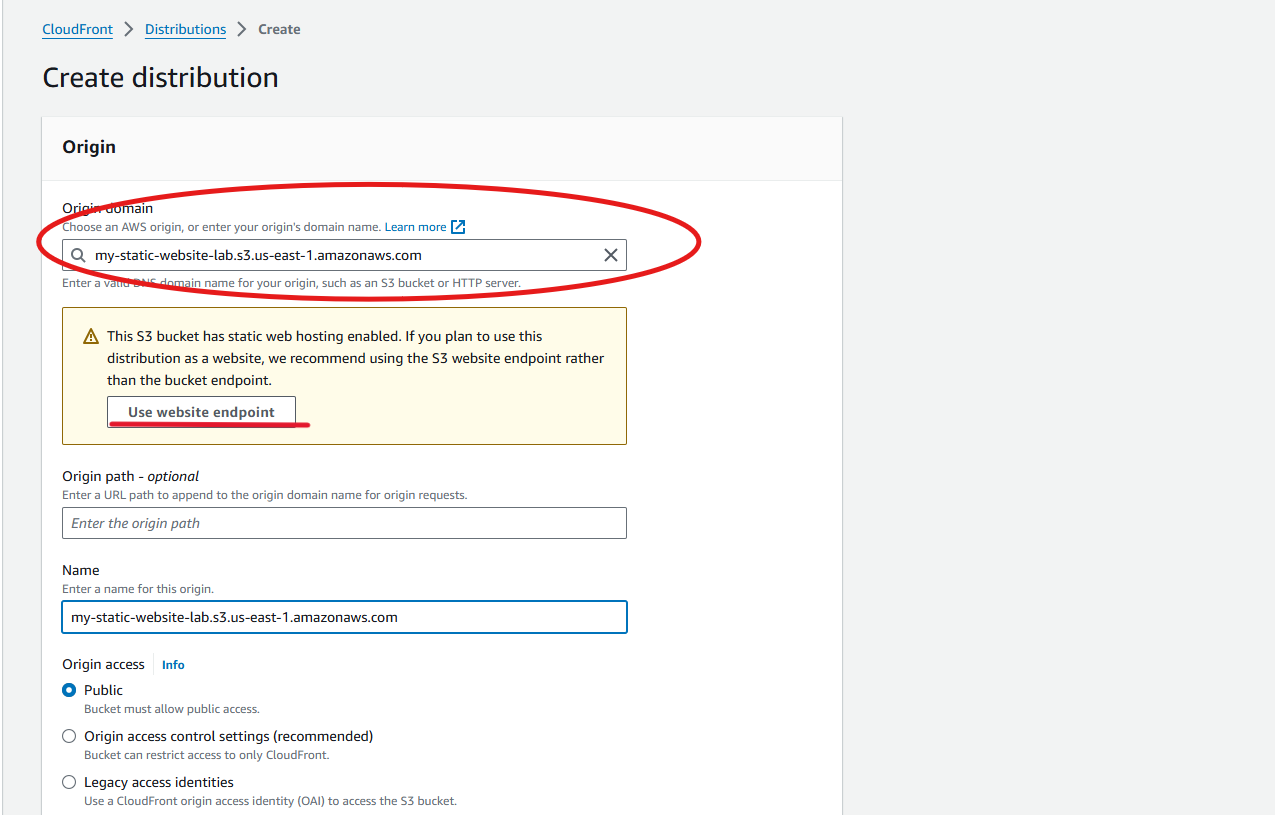 CloudFront > Distributions > Create
Create distribution
Origin
Origin domain
Choose an AWS origin, or enter your origin's domain name. Learn more
my-static-website-lab.s3.us-east-1.amazonaws.com
Enter a valid DNS domain name for your origin, such as an S3 bucket or HTTP server.
This S3 bucket has static web hosting enabled. If you plan to use this
distribution as a website, we recommend using the S3 website endpoint rather
than the bucket endpoint.
Use website endpoint
Origin path - optional
Enter a URL path to append to the origin domain name for origin requests.
Enter the origin path
Name
Enter a name for this origin.
my-static-website-lab.s3.us-east-1.amazonaws.com
Origin access Info
Public
Bucket must allow public access.
Origin access control settings (recommended)
Bucket can restrict access to only CloudFront.
Legacy access identities
Use a CloudFront origin access identity (OAI) to access the S3 bucket.